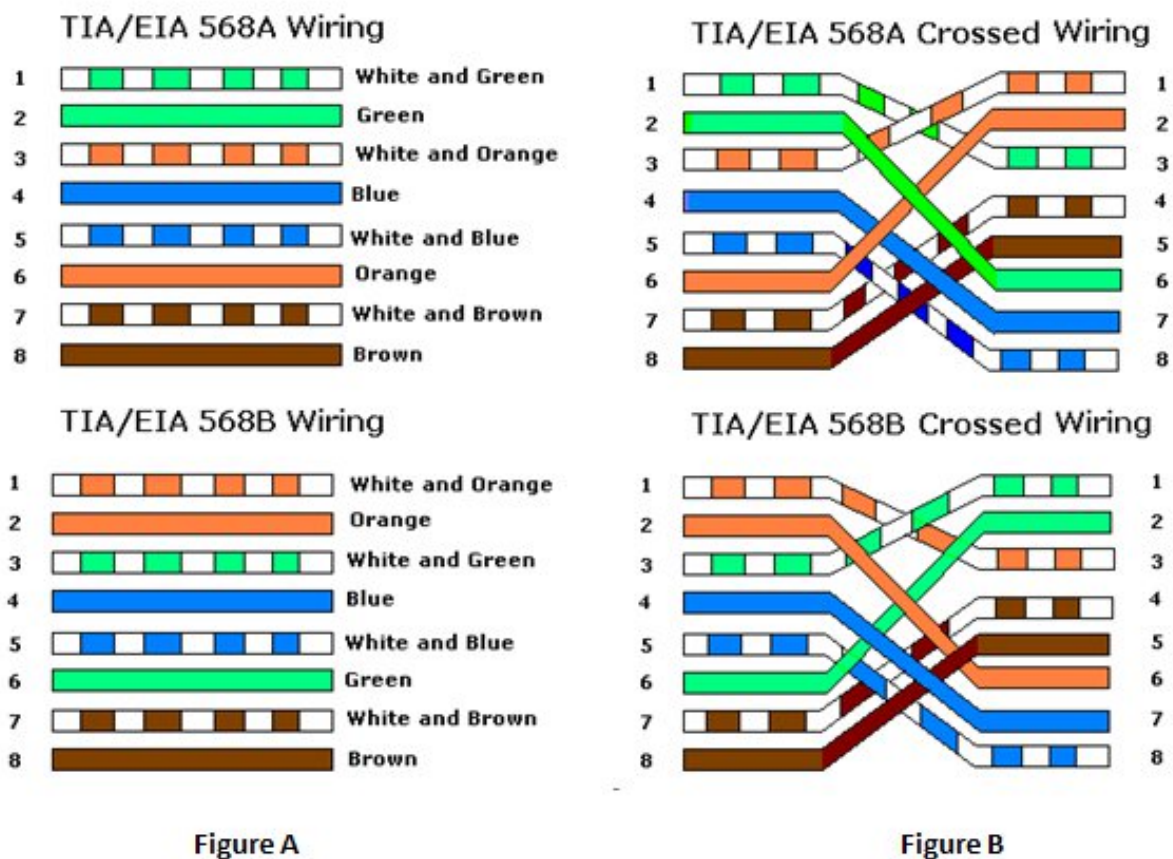 TIA/EIA 568A Wiring
1 White and Green
2 Green
3 White and Orange
4 Blue
5 White and Blue
6 Orange
7 White and Brown
8 Brown
TIA/EIA 568A Crossed Wiring
1 1
2 2
3 3
4 4
5 5
6 6
7 7
8 8
TIA/EIA 568B Wiring
1 White and Orange
2 Orange
3 White and Green
4 Blue
5 White and Blue
6 Green
7 White and Brown
8 Brown
TIA/EIA 568B Crossed Wiring
1 1
2 2
3 3
4 4
5 5
6 6
7 7
8 8
Figure A
Figure B